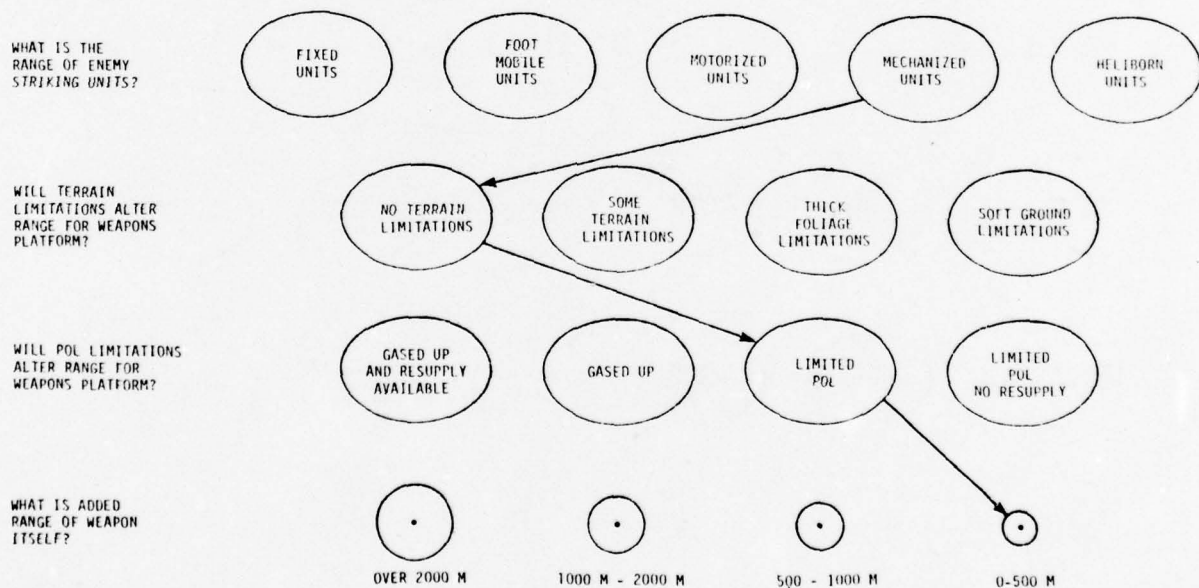 WHAT IS THE
RANGE OF ENEMY
STRIKING UNITS?
FIXED
UNITS
FOOT
MOBILE
UNITS
MOTORIZED
UNITS
MECHANIZED
UNITS
HELIBORN
UNITS
WILL TERRAIN
LIMITATIONS ALTER
RANGE FOR WEAPONS
PLATFORM?
NO TERRAIN
LIMITATIONS
SOME
TERRAIN
LIMITATIONS
THICK
FOLIAGE
LIMITATIONS
SOFT GROUND
LIMITATIONS
WILL POL LIMITATIONS
ALTER RANGE FOR
WEAPONS PLATFORM?
GASED UP
AND RESUPPLY
AVAILABLE
GASED UP
LIMITED
POL
LIMITED
POL
NO RESUPPLY
WHAT IS ADDED
RANGE OF WEAPON
ITSELF?
OVER 2000 M
1000 M - 2000 M
500 - 1000 M
0-500 M